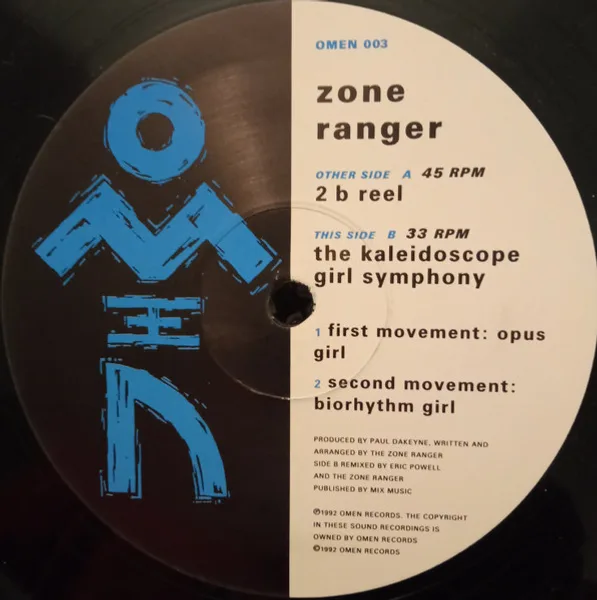 OMEN
OMEN 003
zone
ranger
OTHER SIDE A 45 RPM
2 b reel
THIS SIDE B 33 RPM
the kaleidoscope
girl symphony
1 first movement: opus
girl
2 second movement:
biorhythm girl
PRODUCED BY PAUL DAKEYNE, WRITTEN AND
ARRANGED BY THE ZONE RANGER
SIDE B REMIXED BY ERIC POWELL
AND THE ZONE RANGER
PUBLISHED BY MIX MUSIC
℗1992 OMEN RECORDS. THE COPYRIGHT
IN THESE SOUND RECORDINGS IS
OWNED BY OMEN RECORDS
©1992 OMEN RECORDS